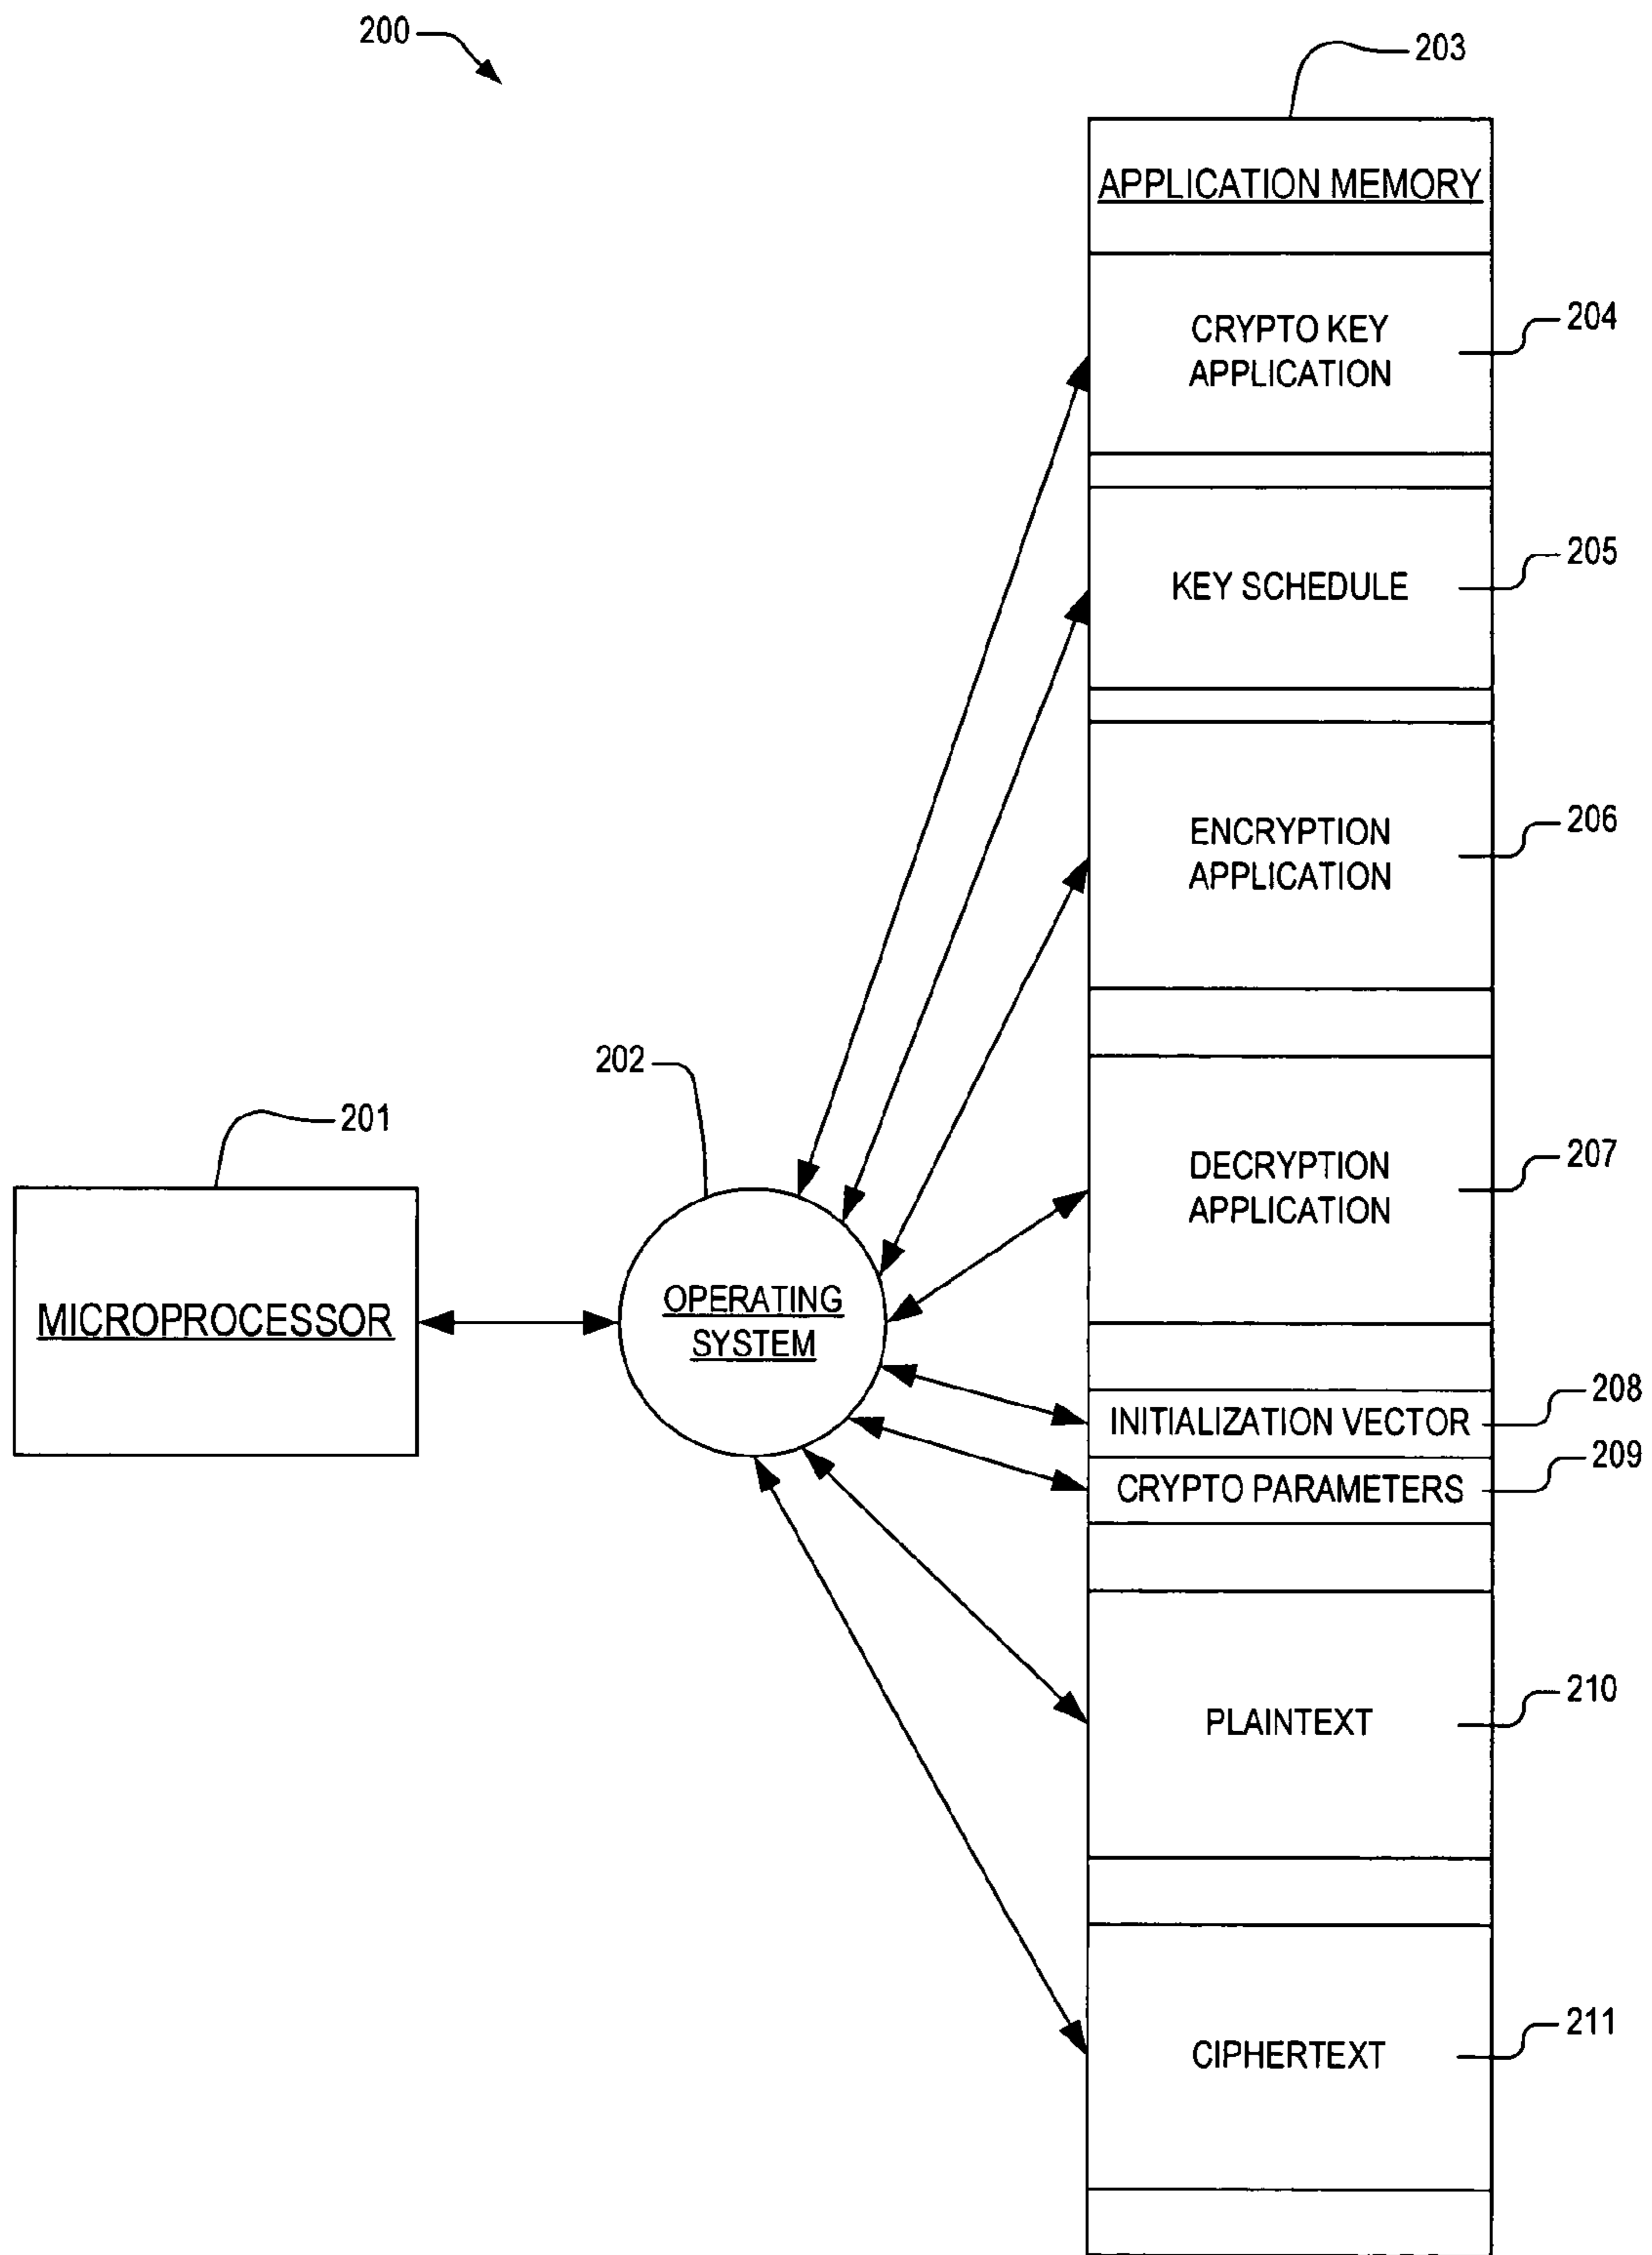 200
203
APPLICATION MEMORY
CRYPTO KEY
APPLICATION
204
KEY SCHEDULE
205
ENCRYPTION
APPLICATION
206
DECRYPTION
APPLICATION
207
202
201
MICROPROCESSOR
OPERATING
SYSTEM
INITIALIZATION VECTOR
208
CRYPTO PARAMETERS
209
PLAINTEXT
210
CIPHERTEXT
211